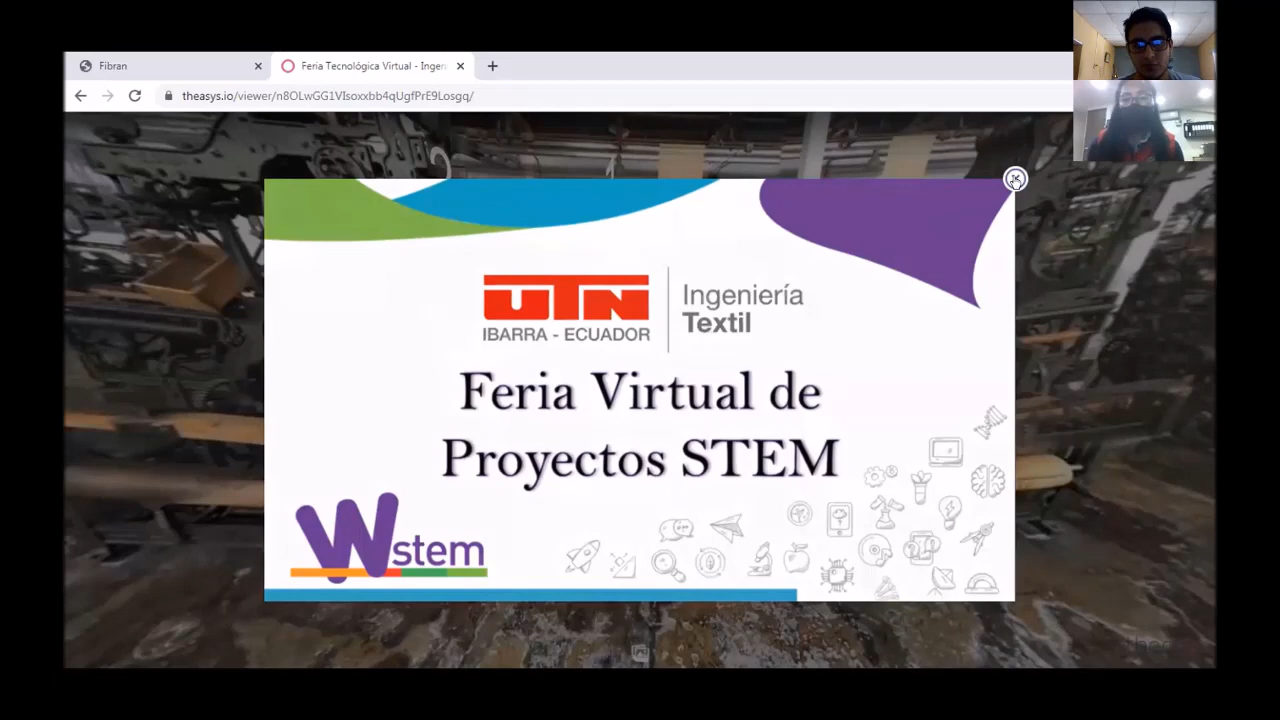 Fibran
Feria Tecnológica Virtual - Ingen
theasys.io/viewer/n8OLwGG1VIsoxxbb4qUgfPrE9Losgq/
UTN
IBARRA - ECUADOR
Ingeniería
Textil
Feria Virtual de
Proyectos STEM
Wstem